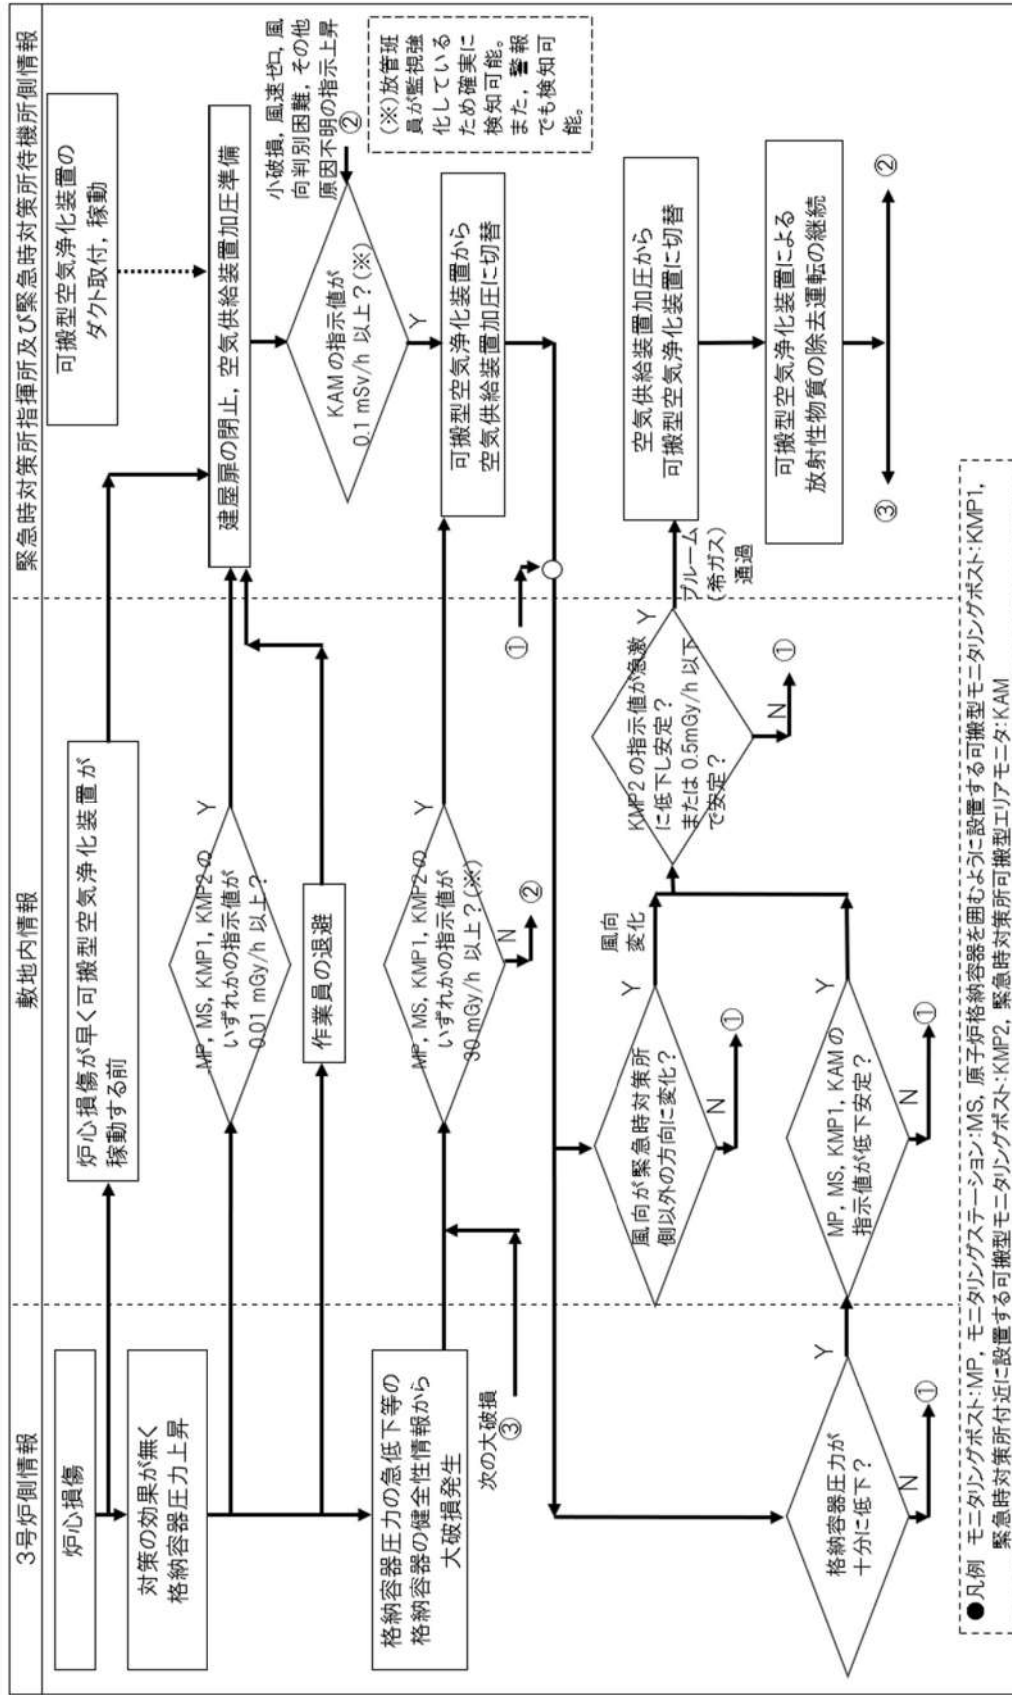 3号炉側情報
敷地内情報
緊急時対策所指揮所及び緊急時対策所待機所側情報
炉心損傷
対策の効果が無く
格納容器圧力上昇
格納容器圧力の急低下等の
格納容器の健全性情報から
大破損発生
次の大破損
③
格納容器圧力が
十分に低下?
Y
N
①
炉心損傷が早く可搬型空気浄化装置が
稼動する前
MP, MS, KMP1, KMP2の
いずれかの指示値が
0.01 mGy/h 以上?
Y
作業員の退避
MP, MS, KMP1, KMP2の
いずれかの指示値が
30 mGy/h 以上?(※)
Y
N
②
風向が緊急時対策所
側以外の方向に変化?
Y
風向
変化
N
①
MP, MS, KMP1, KAMの
指示値が低下安定?
Y
N
①
KMP2 の指示値が急激
に低下し安定?
または 0.5mGy/h 以下
で安定?
Y
N
①
プルーム
(希ガス)
通過
①
可搬型空気浄化装置の
ダクト取付, 稼動
建屋扉の閉止, 空気供給装置加圧準備
KAM の指示値が
0.1 mSv/h 以上?(※)
Y
小破損, 風速ゼロ, 風
向判別困難, その他
原因不明の指示上昇
②
(※)放管班
員が監視強
化している
ため確実に
検知可能。
また, 警報
でも検知可
能。
可搬型空気浄化装置から
空気供給装置加圧に切替
空気供給装置加圧から
可搬型空気浄化装置に切替
可搬型空気浄化装置による
放射性物質の除去運転の継続
③
②
●凡例 モニタリングポスト:MP, モニタリングステーション:MS, 原子炉格納容器を囲むように設置する可搬型モニタリングポスト:KMP1,
緊急時対策所付近に設置する可搬型モニタリングポスト:KMP2, 緊急時対策所可搬型エリアモニタ:KAM